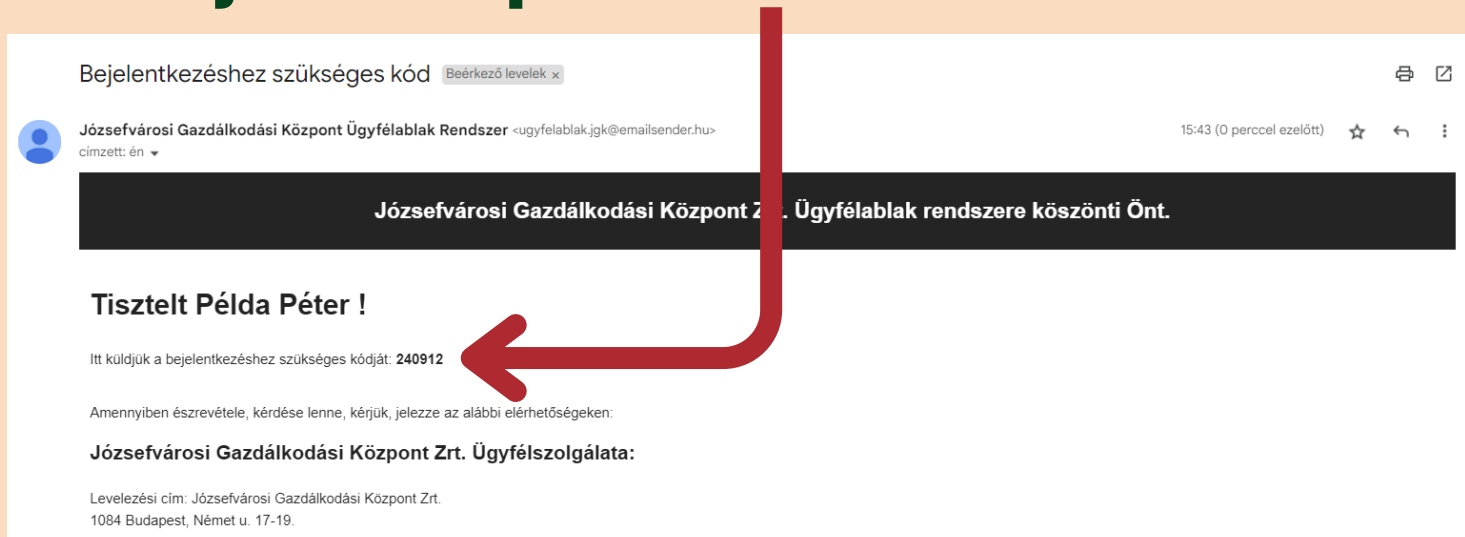 Bejelentkezéshez szükséges kód Beérkező levelek x
Józsefvárosi Gazdálkodási Központ Ügyfélablak Rendszer <ugyfelablak.jgk@emailsender.hu> 15:43 (0 perccel ezelőtt)
címzett: én
Józsefvárosi Gazdálkodási Központ Z. Ügyfélablak rendszere köszönti Önt.
Tisztelt Példa Péter !
Itt küldjük a bejelentkezéshez szükséges kódját: 240912
Amennyiben észrevétele, kérdése lenne, kérjük, jelezze az alábbi elérhetőségeken:
Józsefvárosi Gazdálkodási Központ Zrt. Ügyfélszolgálata:
Levelezési cím: Józsefvárosi Gazdálkodási Központ Zrt.
1084 Budapest, Német u. 17-19.